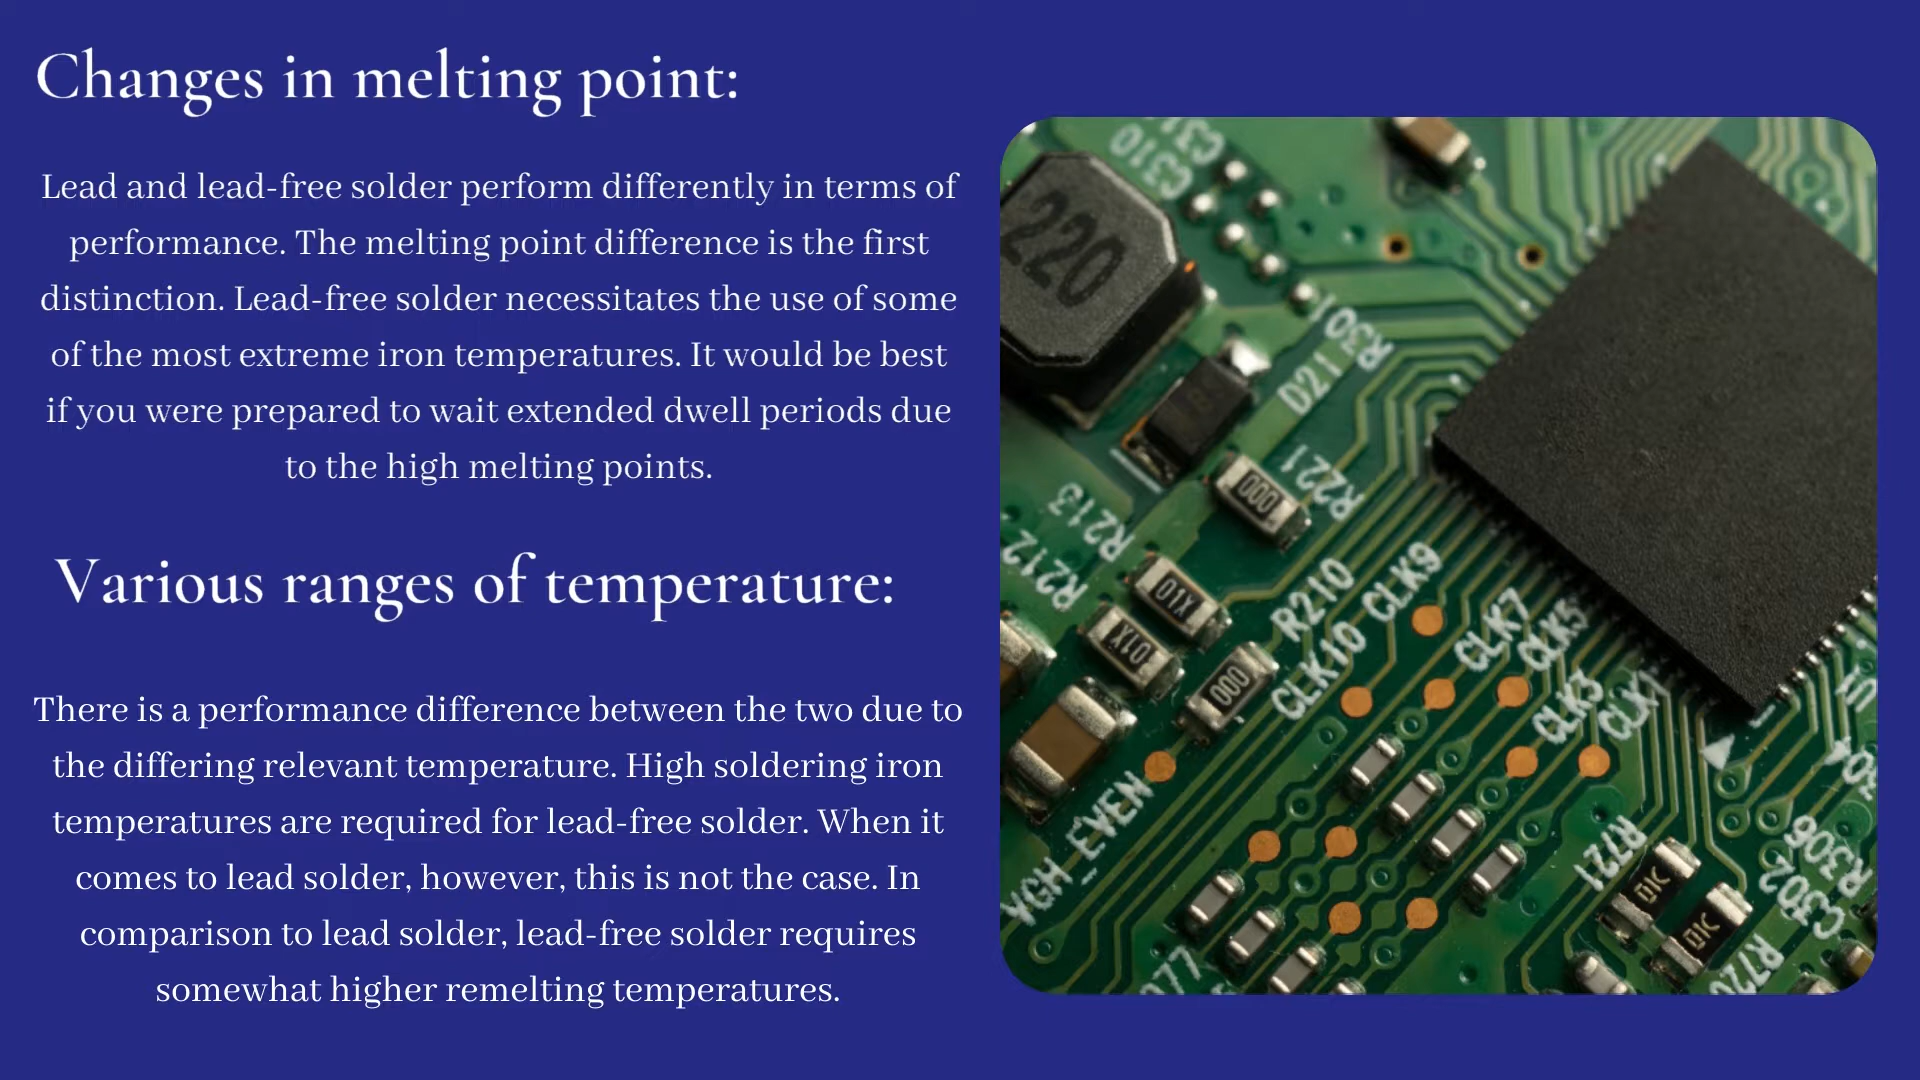 Changes in melting point:
Lead and lead-free solder perform differently in terms of
performance. The melting point difference is the first
distinction. Lead-free solder necessitates the use of some
of the most extreme iron temperatures. It would be best
if you were prepared to wait extended dwell periods due
to the high melting points.
Various ranges of temperature:
There is a performance difference between the two due to
the differing relevant temperature. High soldering iron
temperatures are required for lead-free solder. When it
comes to lead solder, however, this is not the case. In
comparison to lead solder, lead-free solder requires
somewhat higher remelting temperatures.
C310
220
R301
D21
R221
000
R213
R212
01X
01X
000
R210
CLK9
CLK10
CLK7
CLK5
CLK3
CLK1
VGH_EVEN
R721
R306
C302